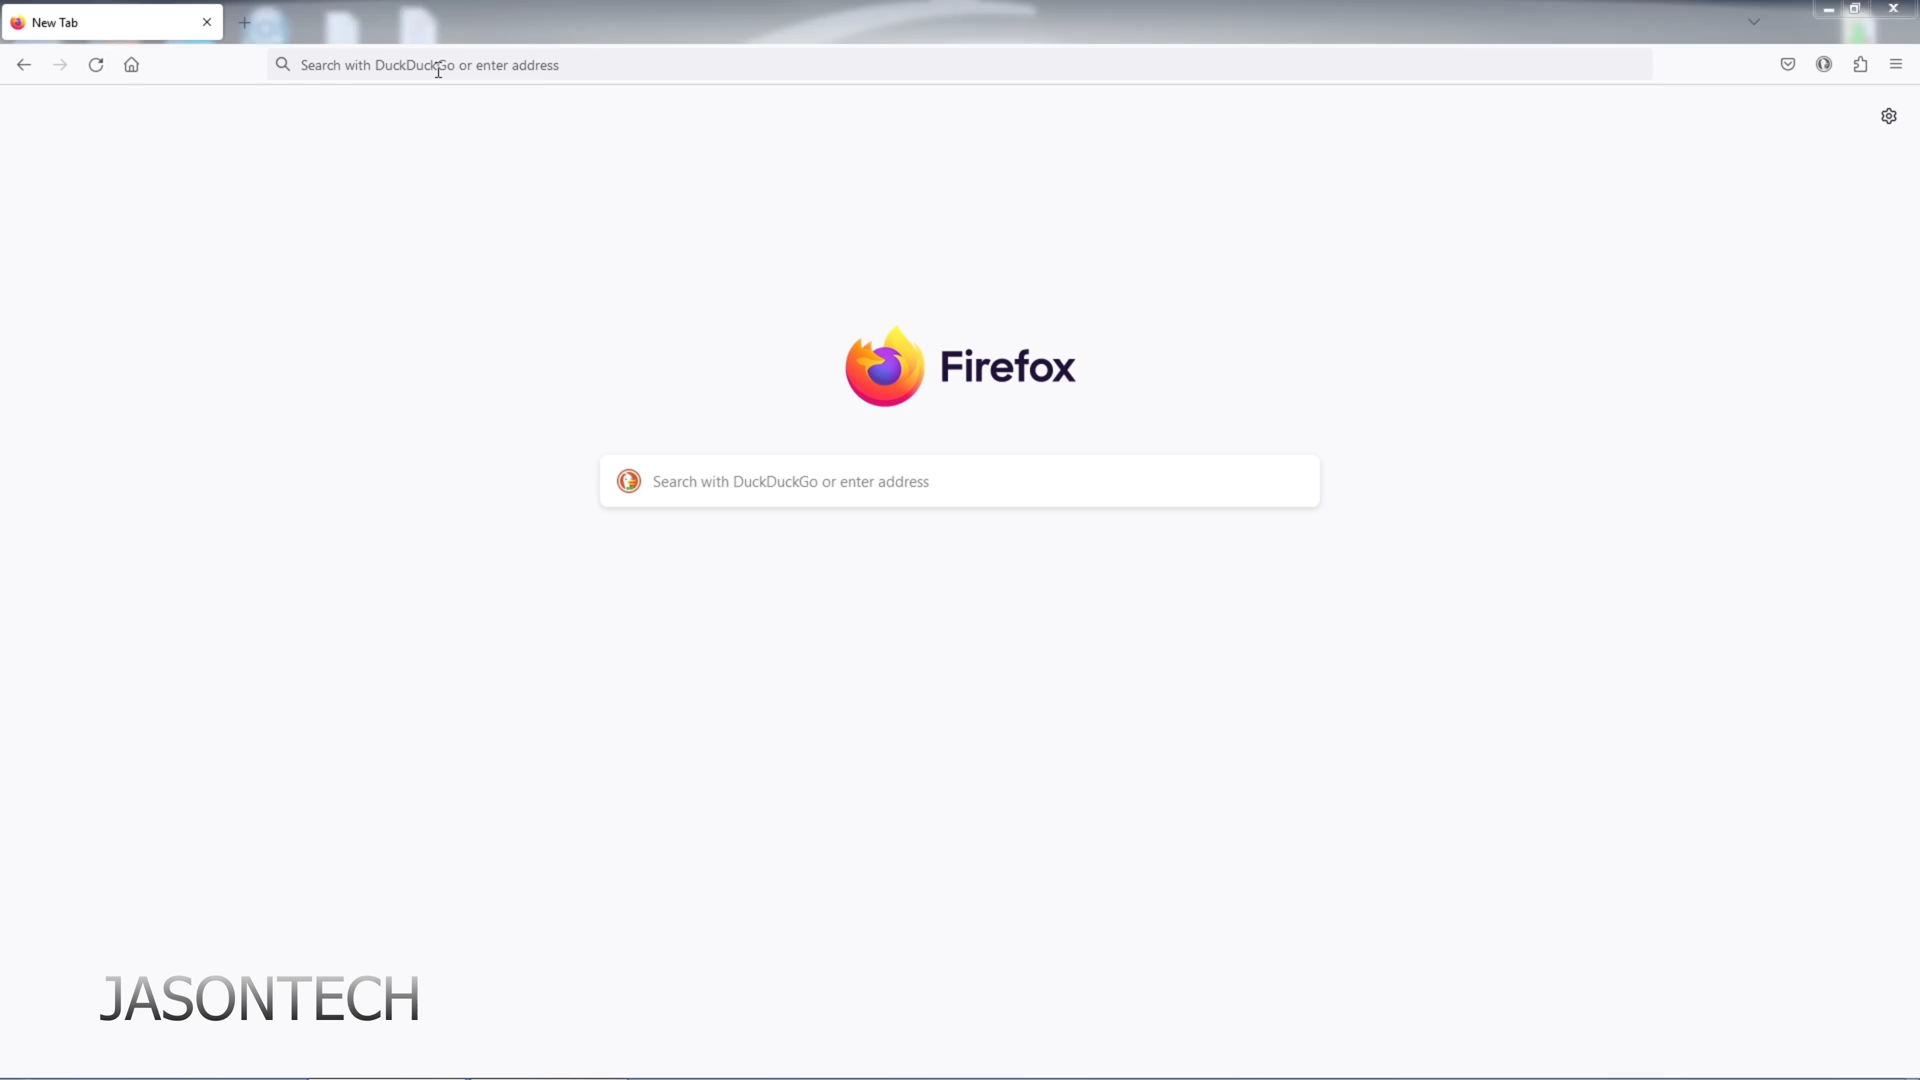 New Tab
Search with DuckDuckGo or enter address
Firefox
Search with DuckDuckGo or enter address
JASONTECH